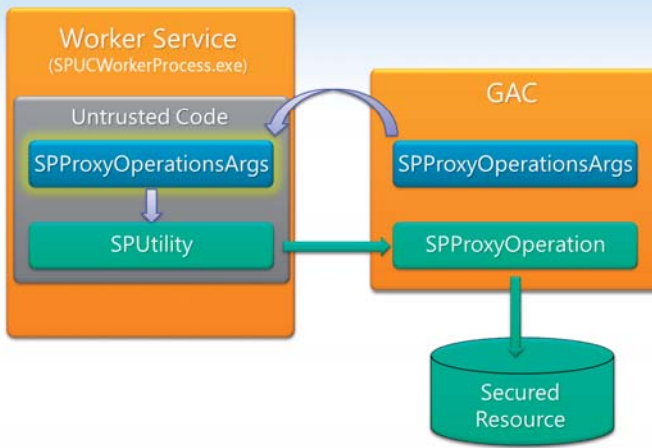 Worker Service
(SPUCWorkerProcess.exe)
Untrusted Code
SPProxyOperationsArgs
SPUtility
GAC
SPProxyOperationsArgs
SPProxyOperation
Secured
Resource